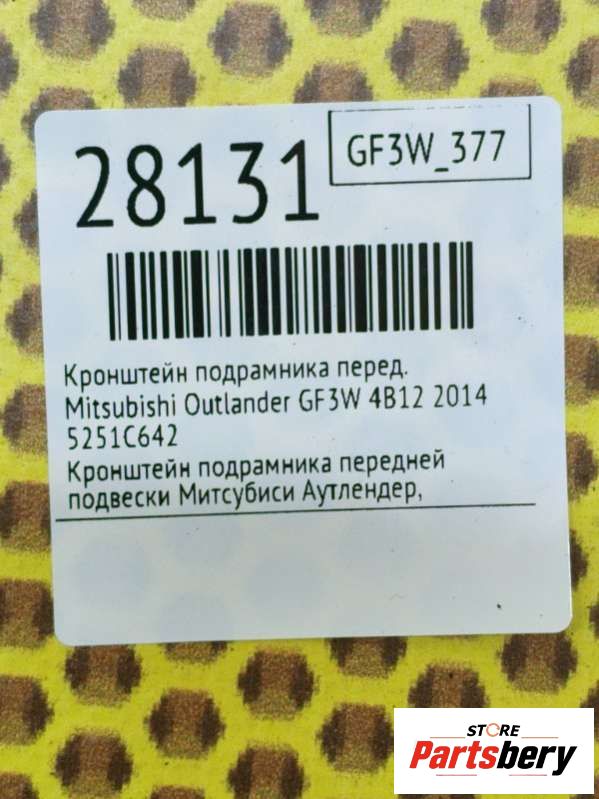 28131
GF3W_377
Кронштейн подрамника перед.
Mitsubishi Outlander GF3W 4B12 2014
5251C642
Кронштейн подрамника передней
подвески Митсубиси Аутлендер,
STORE
Partsbery